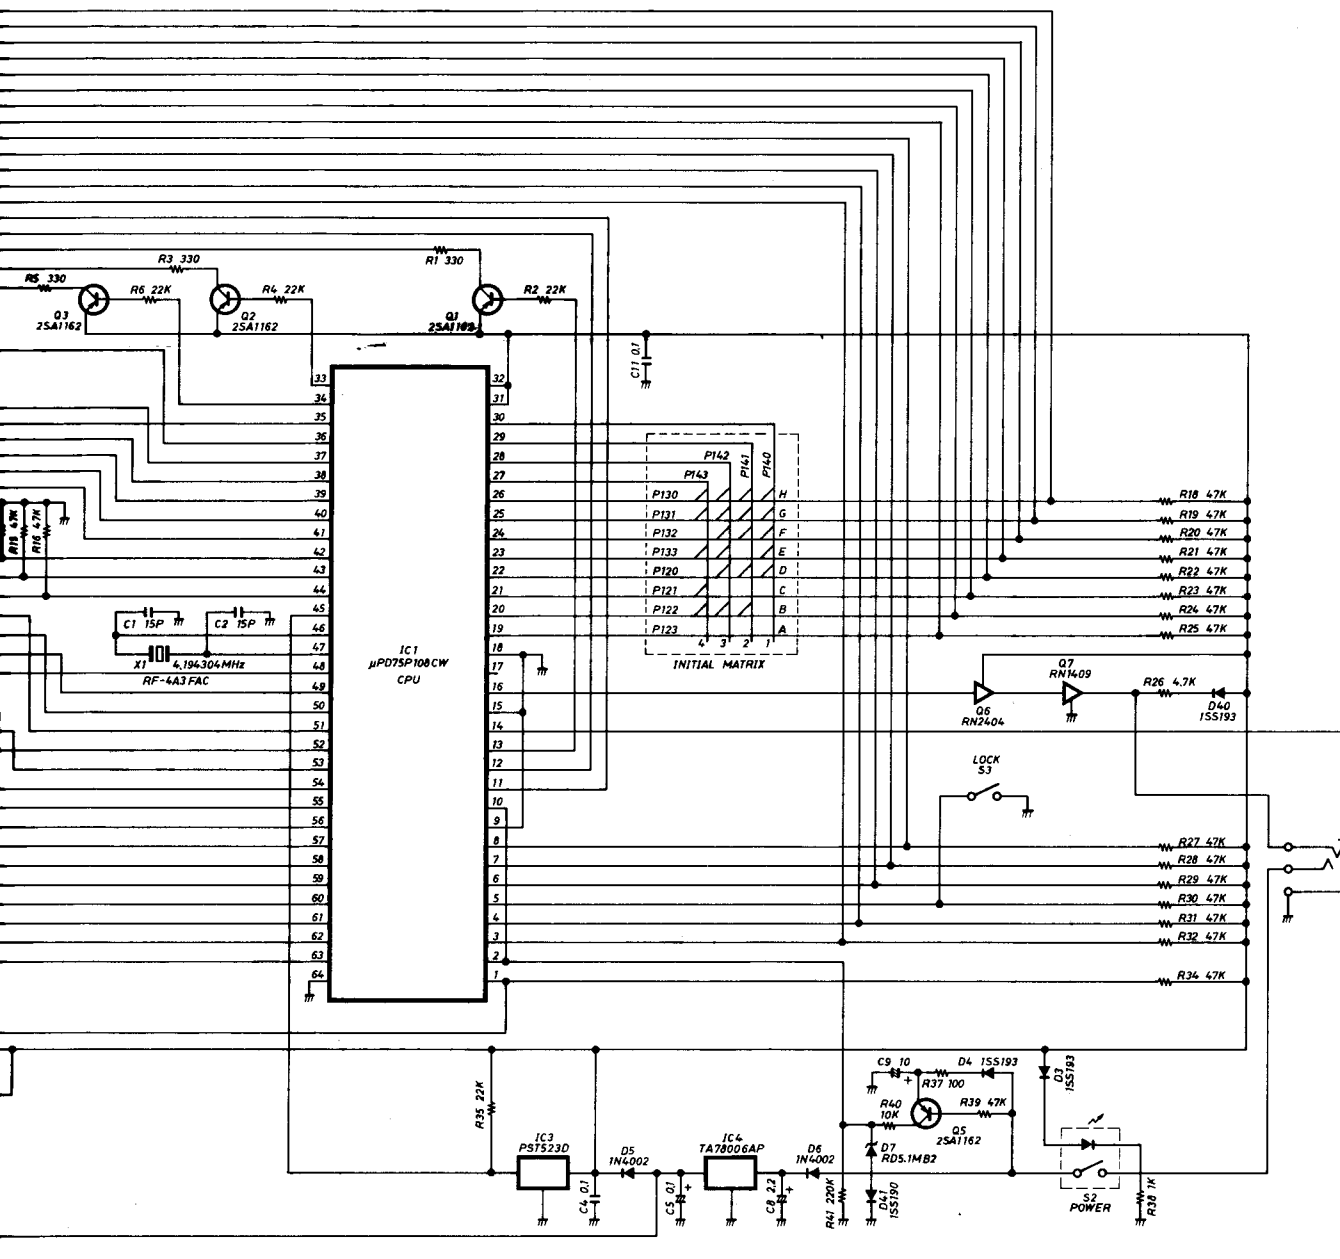 R3 330
R1 330
R5 330
R6 22K
R4 22K
R2 22K
Q3
2SA1162
Q2
2SA1162
Q1
C11 0.1
33
34
35
36
37
38
39
40
41
42
43
44
45
46
47
48
49
50
51
52
53
54
55
56
57
58
59
60
61
62
63
64
32
31
30
29
28
27
26
25
24
23
22
21
20
19
18
17
16
15
14
13
12
11
10
9
8
7
6
5
4
3
2
1
IC1
μPD75P108CW
CPU
R15 47K
R16 47K
C1 15P
C2 15P
X1
4.194304MHz
RF-4A3 FAC
P143
P142
P141
P140
P130
P131
P132
P133
P120
P121
P122
P123
H
G
F
E
D
C
B
A
4 3 2 1
INITIAL MATRIX
R18 47K
R19 47K
R20 47K
R21 47K
R22 47K
R23 47K
R24 47K
R25 47K
Q7
RN1409
Q6
RN2404
R26 4.7K
D40
1SS193
LOCK
S3
R27 47K
R28 47K
R29 47K
R30 47K
R31 47K
R32 47K
R34 47K
R35 22K
IC3
PST523D
C4 0.1
D5
1N4002
C5 0.1
+
IC4
TA78006AP
C8 2.2
+
D6
1N4002
R41 220K
C9 10
+
R37 100
D4 1SS193
R40
10K
R39 47K
Q5
2SA1162
D7
RD5.1MB2
D41
1SS190
D3
1SS193
S2
POWER
R38 1K